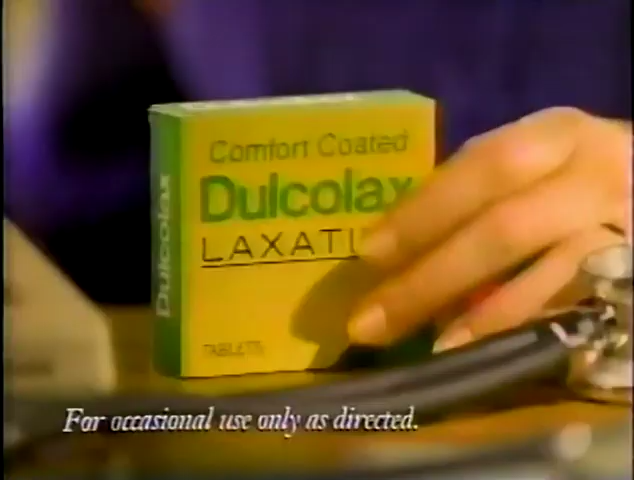 Comfort Coated
Dulcolax
LAXATI
TABLETS
Dulcolax
For occasional use only as directed.